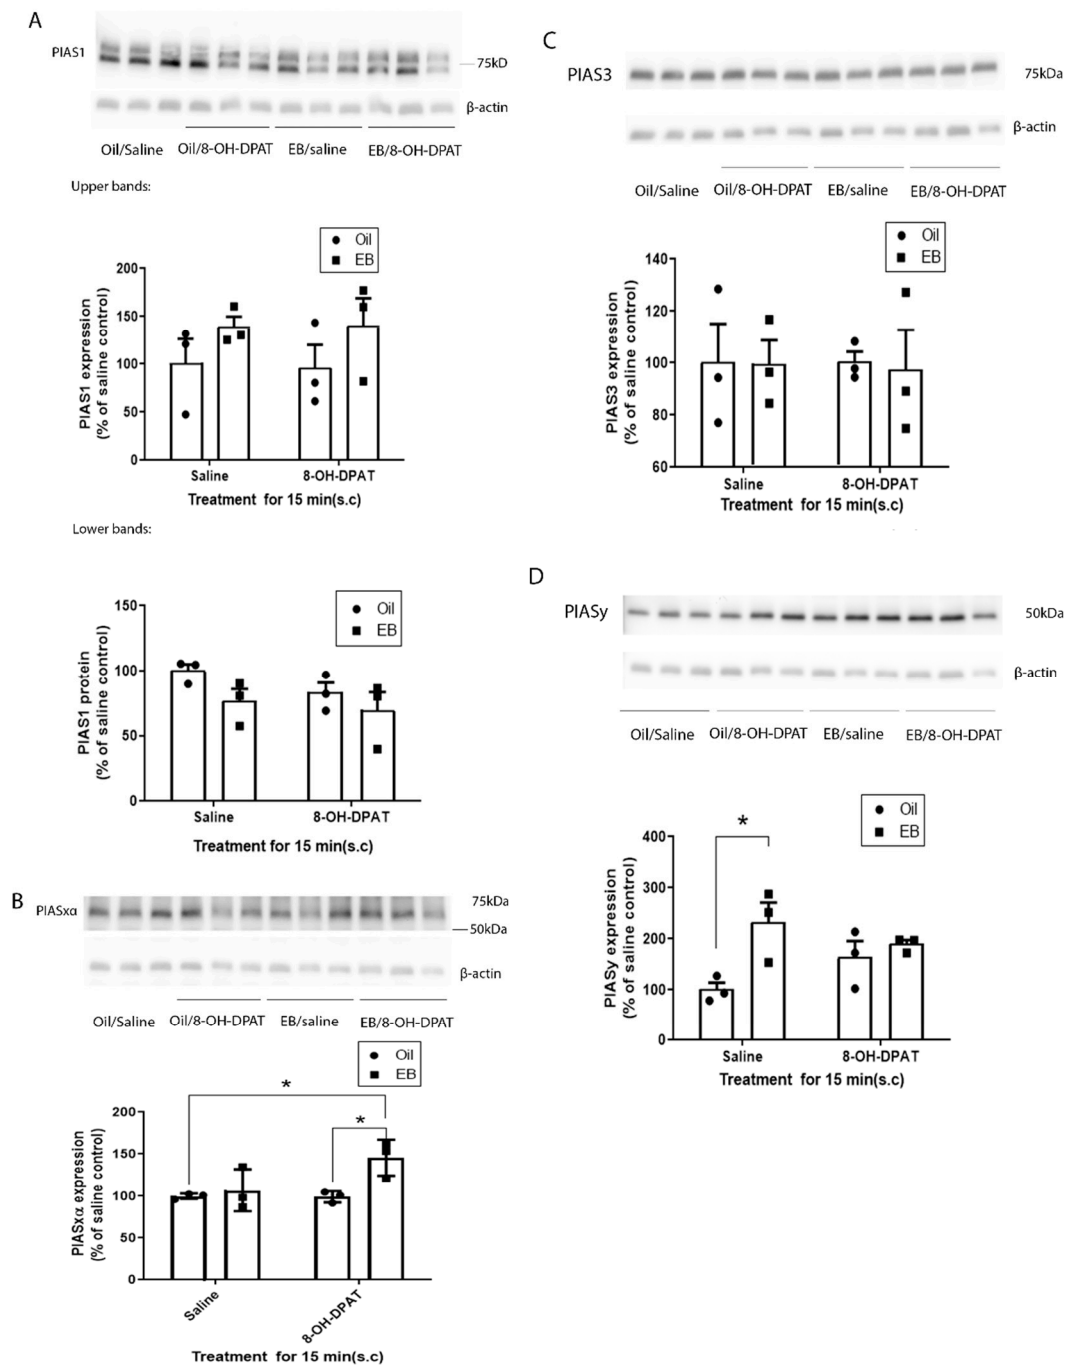 A
PIAS1
75kD
β-actin
Oil/Saline Oil/8-OH-DPAT EB/saline EB/8-OH-DPAT
Upper bands:
Oil
EB
200
150
100
50
0
PIAS1 expression
(% of saline control)
Saline 8-OH-DPAT
Treatment for 15 min(s.c)
Lower bands:
Oil
EB
150
100
50
0
PIAS1 protein
(% of saline control)
Saline 8-OH-DPAT
Treatment for 15 min(s.c)
B
PIASxα
75kDa
50kDa
β-actin
Oil/Saline Oil/8-OH-DPAT EB/saline EB/8-OH-DPAT
Oil
EB
*
*
200
150
100
50
0
PIASxα expression
(% of saline control)
Saline 8-OH-DPAT
Treatment for 15 min(s.c)
C
PIAS3
75kDa
β-actin
Oil/Saline Oil/8-OH-DPAT EB/saline EB/8-OH-DPAT
Oil
EB
140
120
100
80
60
PIAS3 expression
(% of saline control)
Saline 8-OH-DPAT
Treatment for 15 min(s.c)
D
PIASy
50kDa
β-actin
Oil/Saline Oil/8-OH-DPAT EB/saline EB/8-OH-DPAT
Oil
EB
*
400
300
200
100
0
PIASy expression
(% of saline control)
Saline 8-OH-DPAT
Treatment for 15 min(s.c)